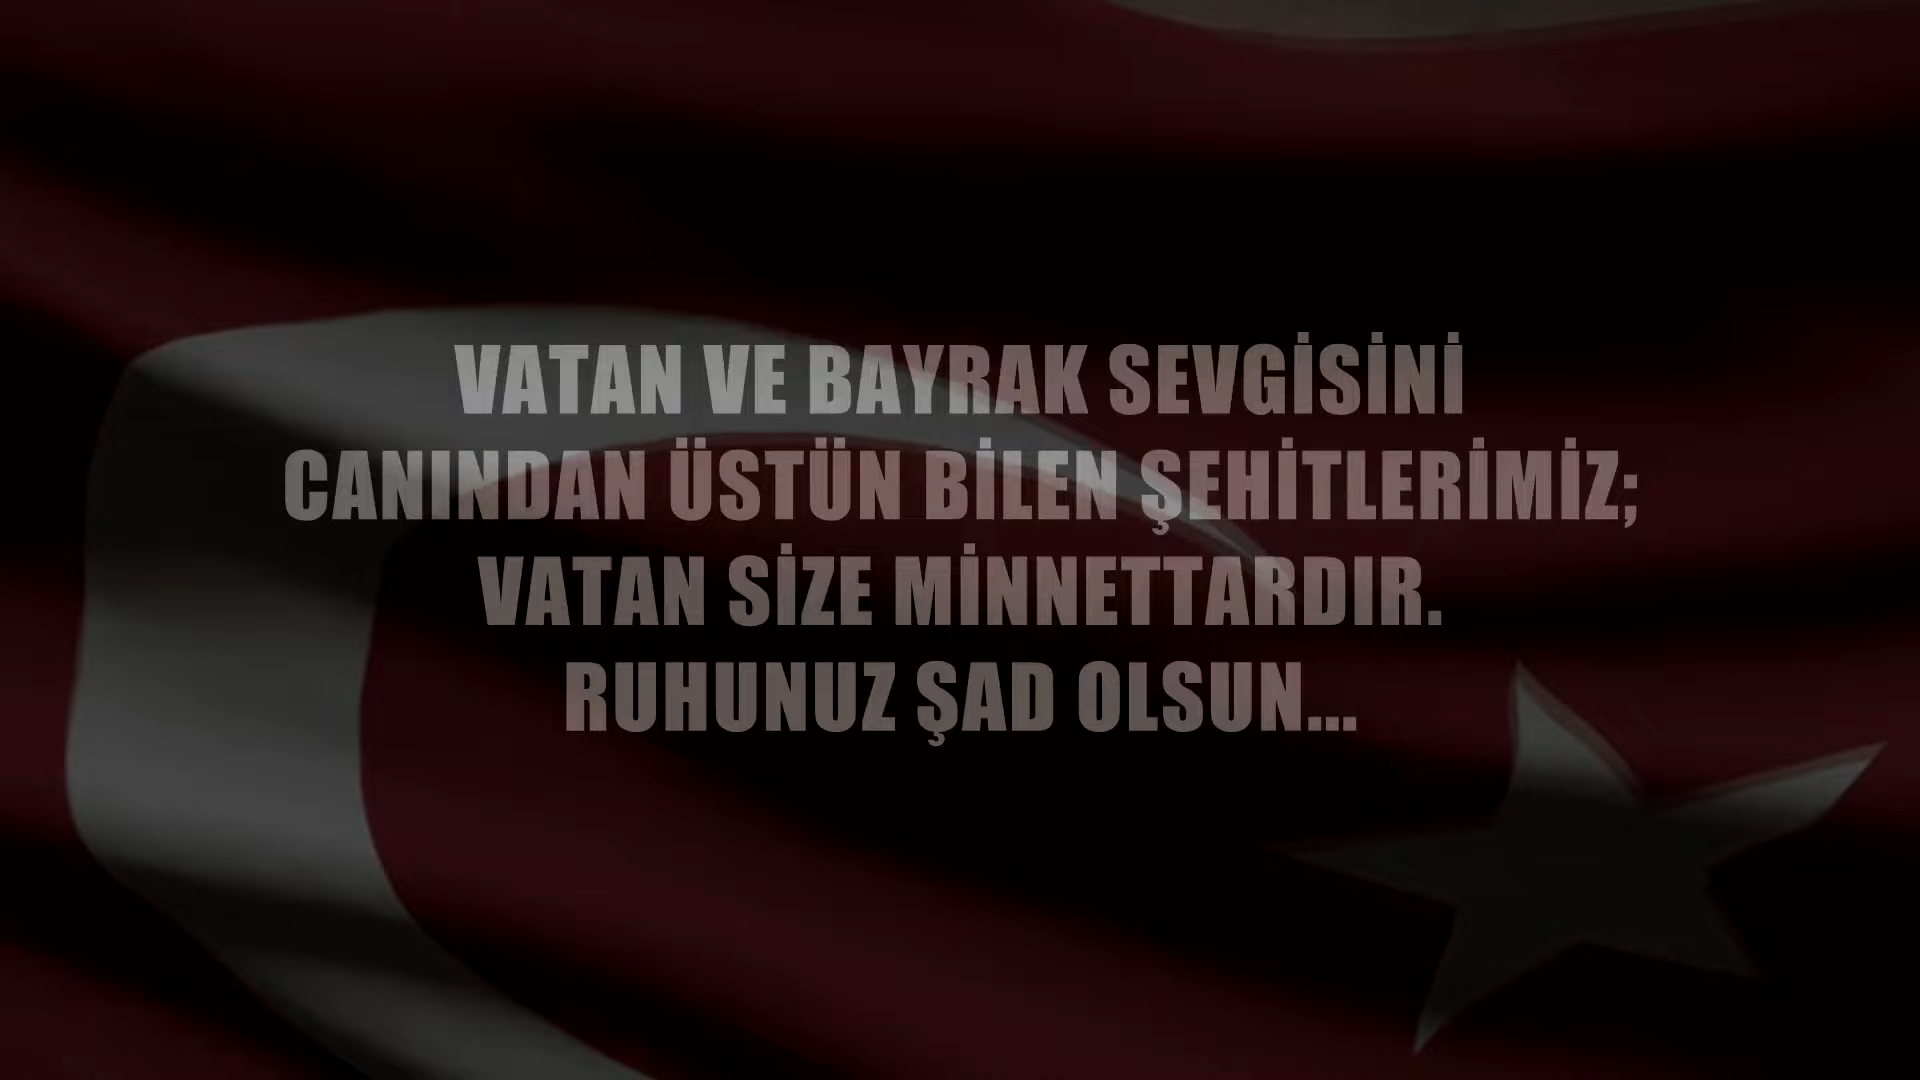 VATAN VE BAYRAK SEVGİSİNİ
CANINDAN ÜSTÜN BİLEN ŞEHİTLERİMİZ;
VATAN SİZE MİNNETTARDIR.
RUHUNUZ ŞAD OLSUN...